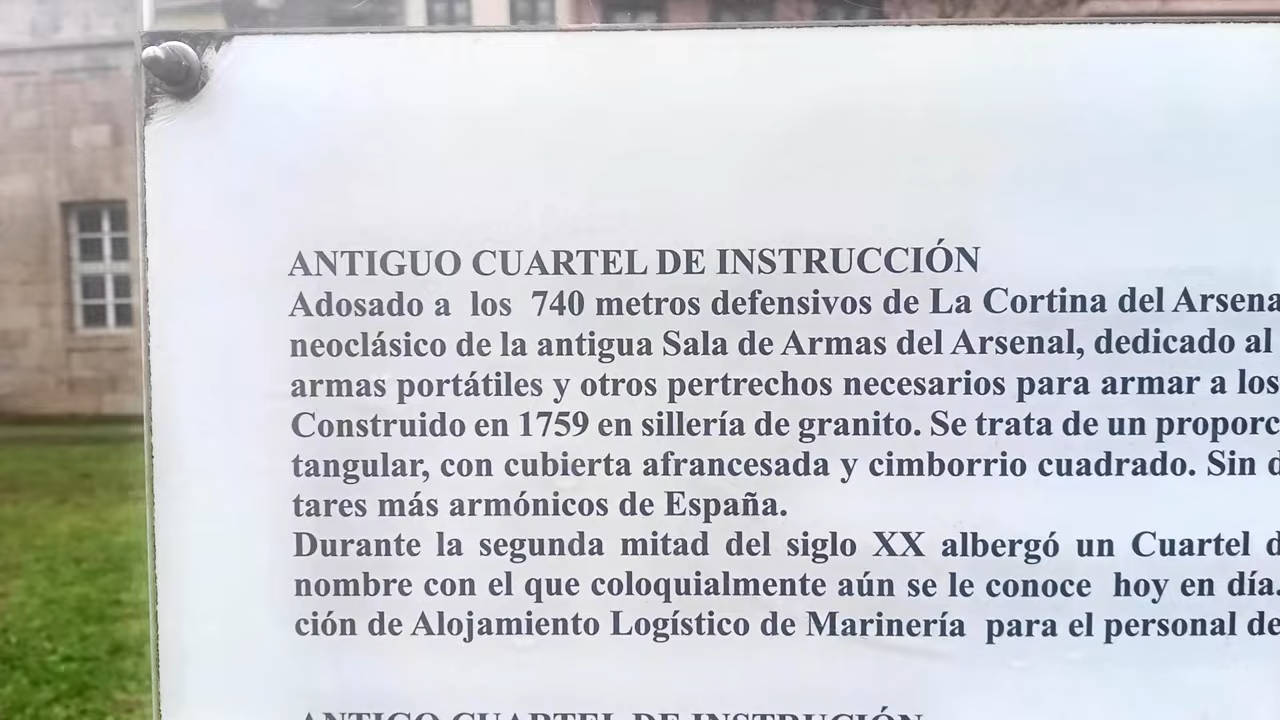 ANTIGUO CUARTEL DE INSTRUCCIÓN
Adosado a los 740 metros defensivos de La Cortina del Arsena
neoclásico de la antigua Sala de Armas del Arsenal, dedicado al
armas portátiles y otros pertrechos necesarios para armar a los
Construido en 1759 en sillería de granito. Se trata de un proporc
tangular, con cubierta afrancesada y cimborrio cuadrado. Sin d
tares más armónicos de España.
Durante la segunda mitad del siglo XX albergó un Cuartel d
nombre con el que coloquialmente aún se le conoce hoy en día.
ción de Alojamiento Logístico de Marinería para el personal de
ANTIGO CUARTEL DE INSTRUCIÓN